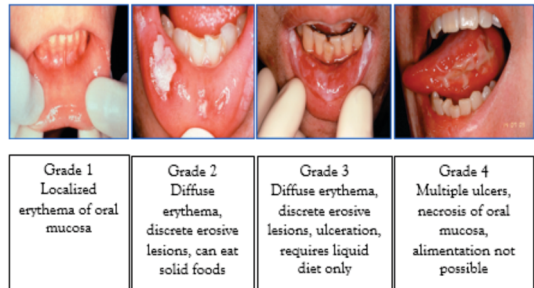 Grade 1
Localized
erythema of oral
mucosa
Grade 2
Diffuse
erythema,
discrete erosive
lesions, can eat
solid foods
Grade 3
Diffuse erythema,
discrete erosive
lesions, ulceration,
requires liquid
diet only
Grade 4
Multiple ulcers,
necrosis of oral
mucosa,
alimentation not
possible